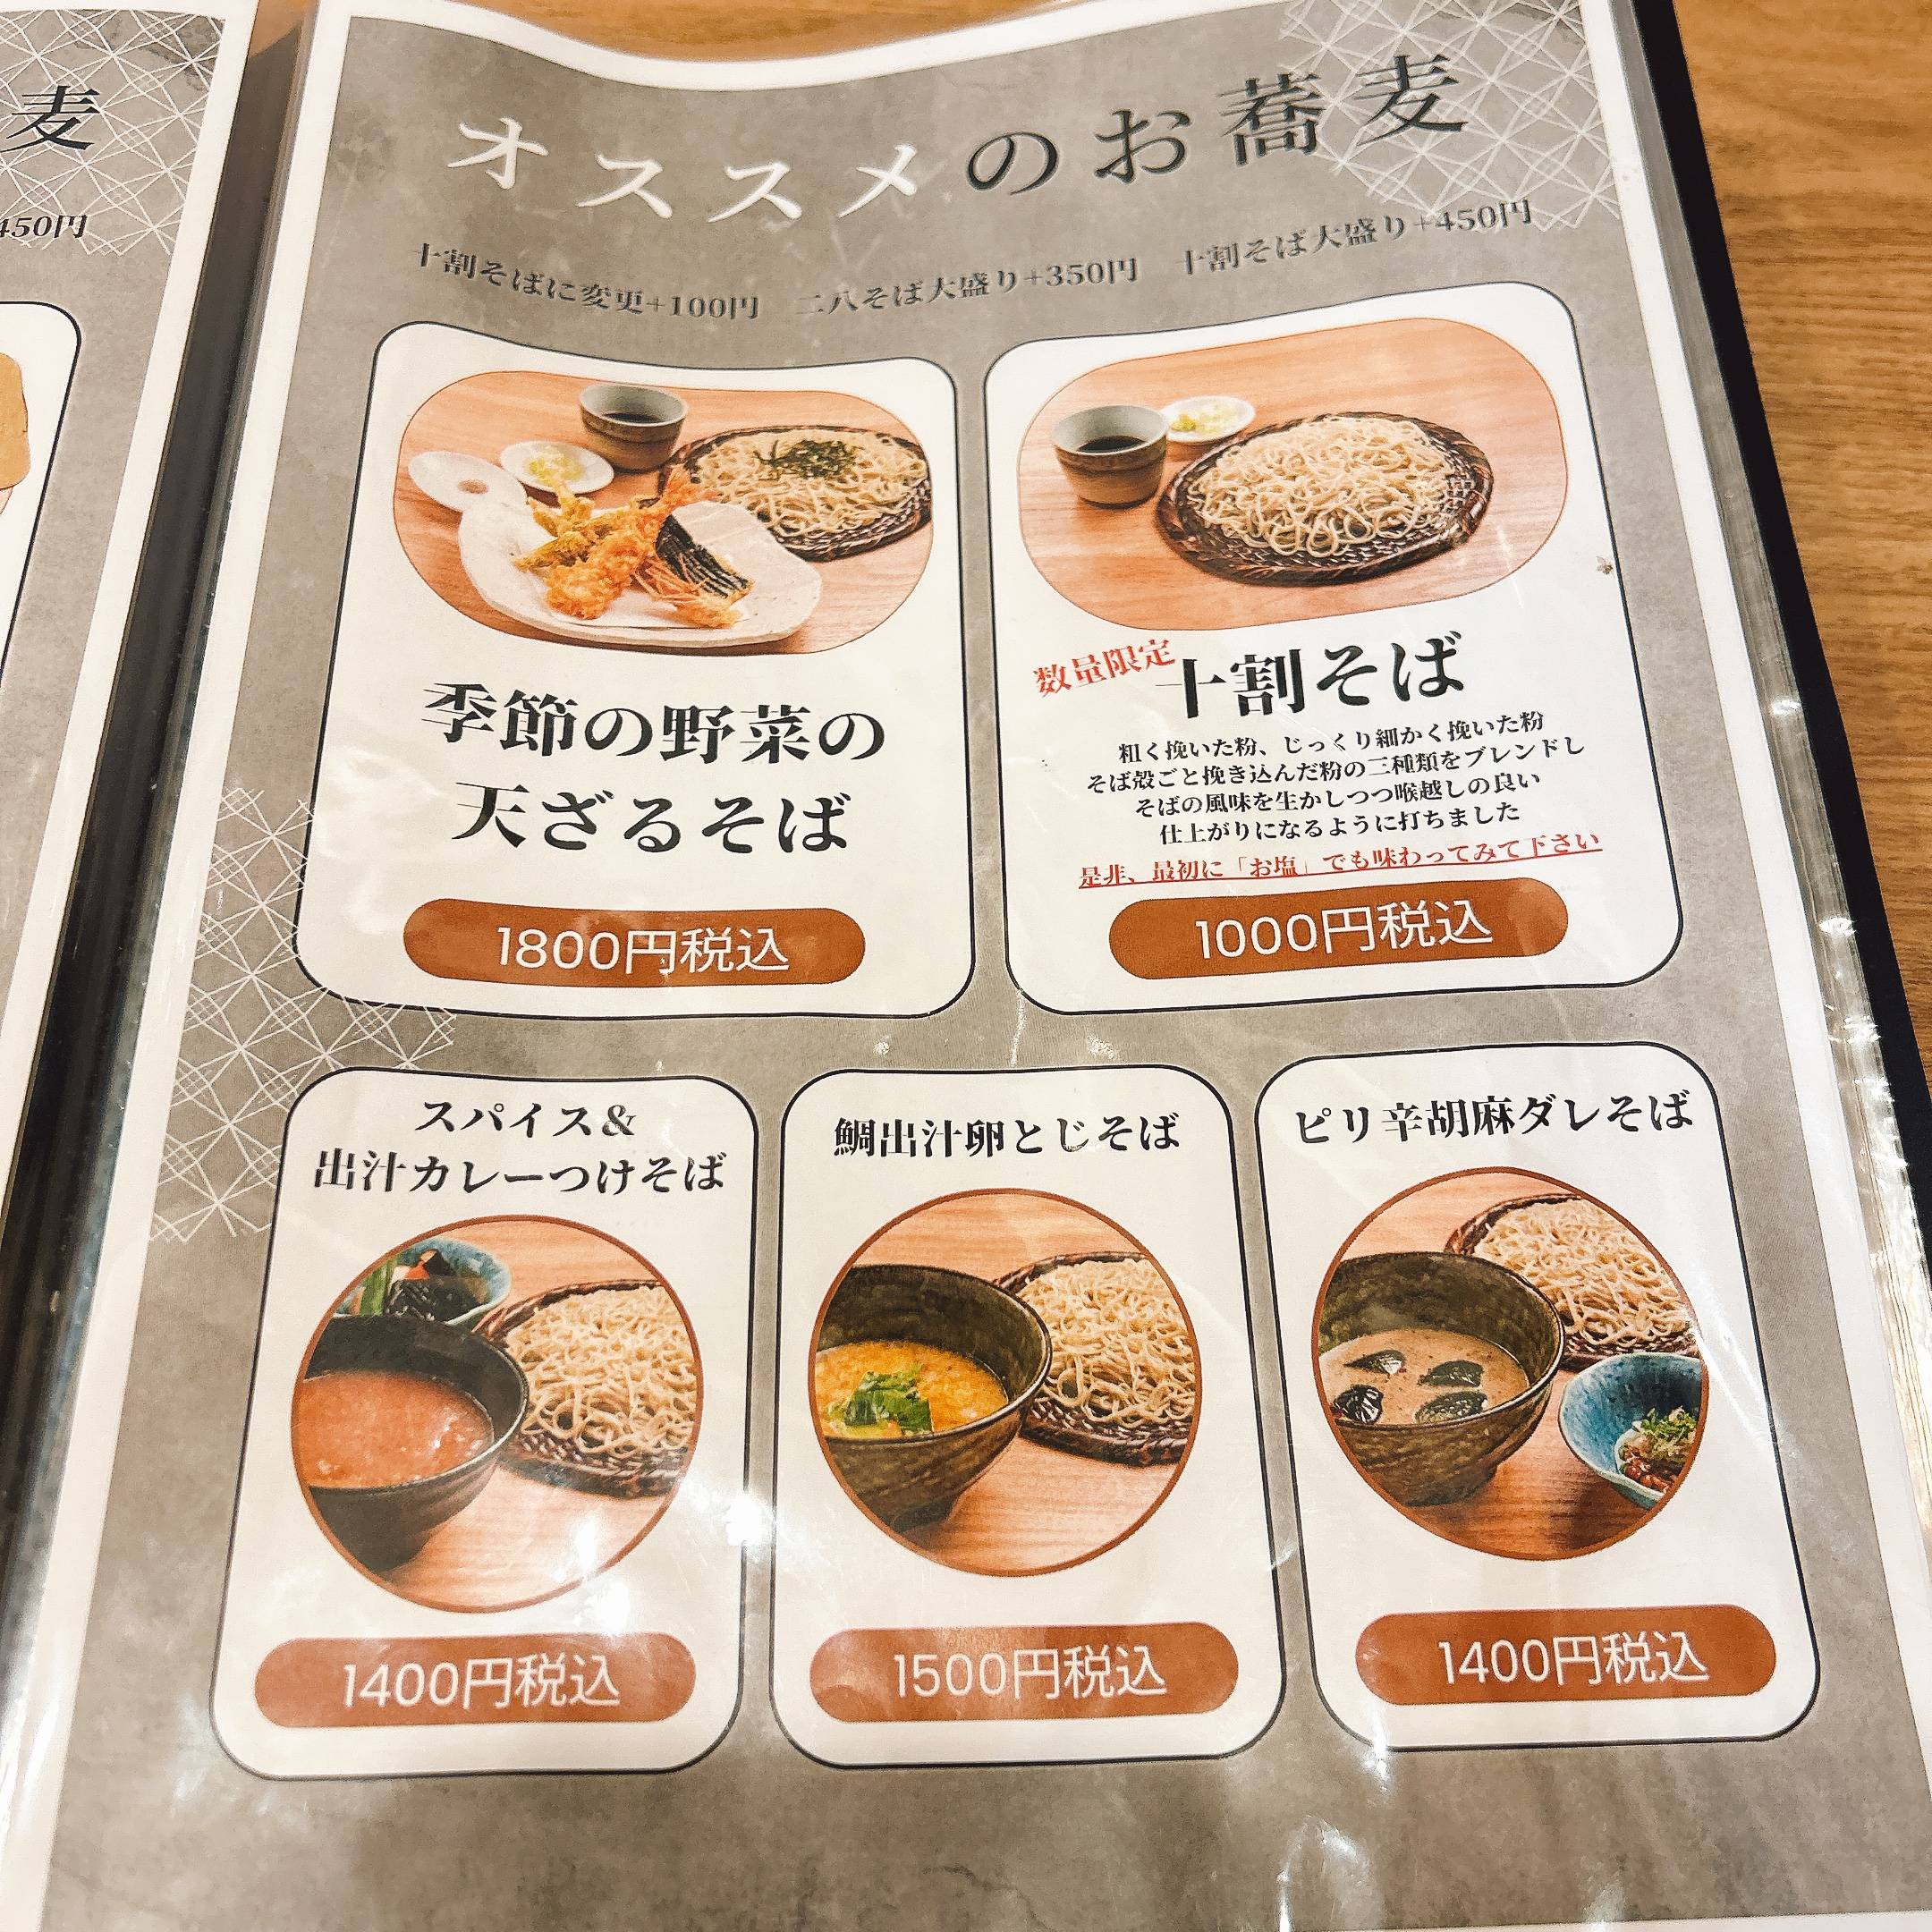 麦
450円
オススメのお蕎麦
十割そばに変更+100円 二八そば大盛り+350円 十割そば大盛り+450円
季節の野菜の
天ざるそば
1800円税込
数量限定
十割そば
粗く挽いた粉、じっくり細かく挽いた粉
そば殻ごと挽き込んだ粉の三種類をブレンドし
そばの風味を生かしつつ喉越しの良い
仕上がりになるように打ちました
是非、最初に「お塩」でも味わってみて下さい
1000円税込
スパイス&
出汁カレーつけそば
1400円税込
鯛出汁卵とじそば
1500円税込
ピリ辛胡麻ダレそば
1400円税込